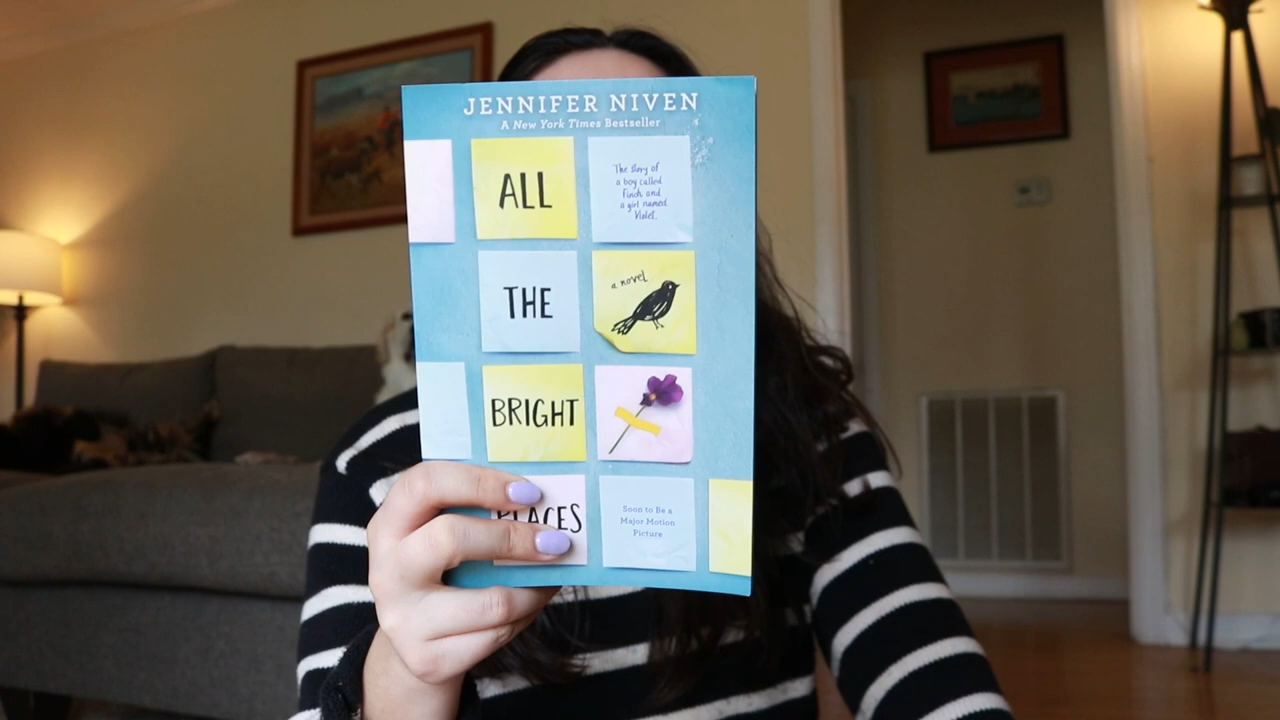 JENNIFER NIVEN
A New York Times Bestseller
ALL
The story of
a boy called
Finch and
a girl named
Violet.
THE
a novel
BRIGHT
PLACES
Soon to Be a
Major Motion
Picture